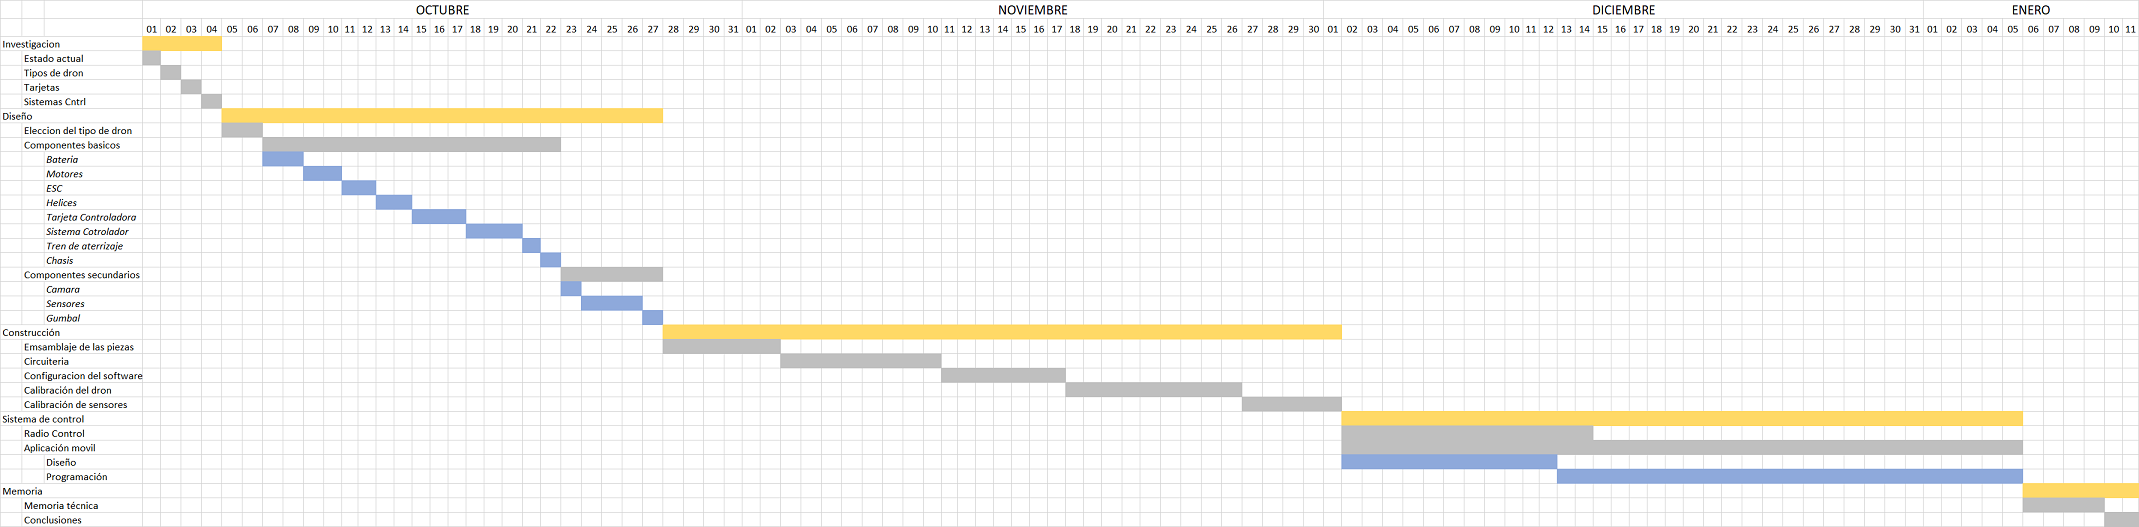 OCTUBRE NOVIEMBRE DICIEMBRE ENERO
01 02 03 04 05 06 07 08 09 10 11 12 13 14 15 16 17 18 19 20 21 22 23 24 25 26 27 28 29 30 31 01 02 03 04 05 06 07 08 09 10 11 12 13 14 15 16 17 18 19 20 21 22 23 24 25 26 27 28 29 30 01 02 03 04 05 06 07 08 09 10 11 12 13 14 15 16 17 18 19 20 21 22 23 24 25 26 27 28 29 30 31 01 02 03 04 05 06 07 08 09 10 11
Investigacion
Estado actual
Tipos de dron
Tarjetas
Sistemas Cntrl
Diseño
Eleccion del tipo de dron
Componentes basicos
Bateria
Motores
ESC
Helices
Tarjeta Controladora
Sistema Cotrolador
Tren de aterrizaje
Chasis
Componentes secundarios
Camara
Sensores
Gumbal
Construcción
Emsamblaje de las piezas
Circuiteria
Configuracion del software
Calibración del dron
Calibración de sensores
Sistema de control
Radio Control
Aplicación movil
Diseño
Programación
Memoria
Memoria técnica
Conclusiones